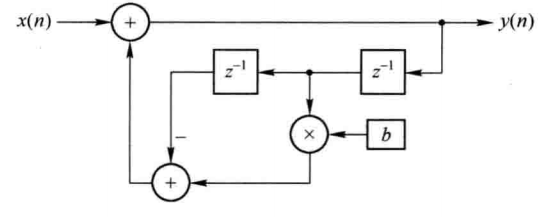 x(n) + y(n)
z⁻¹ z⁻¹
− × b
+